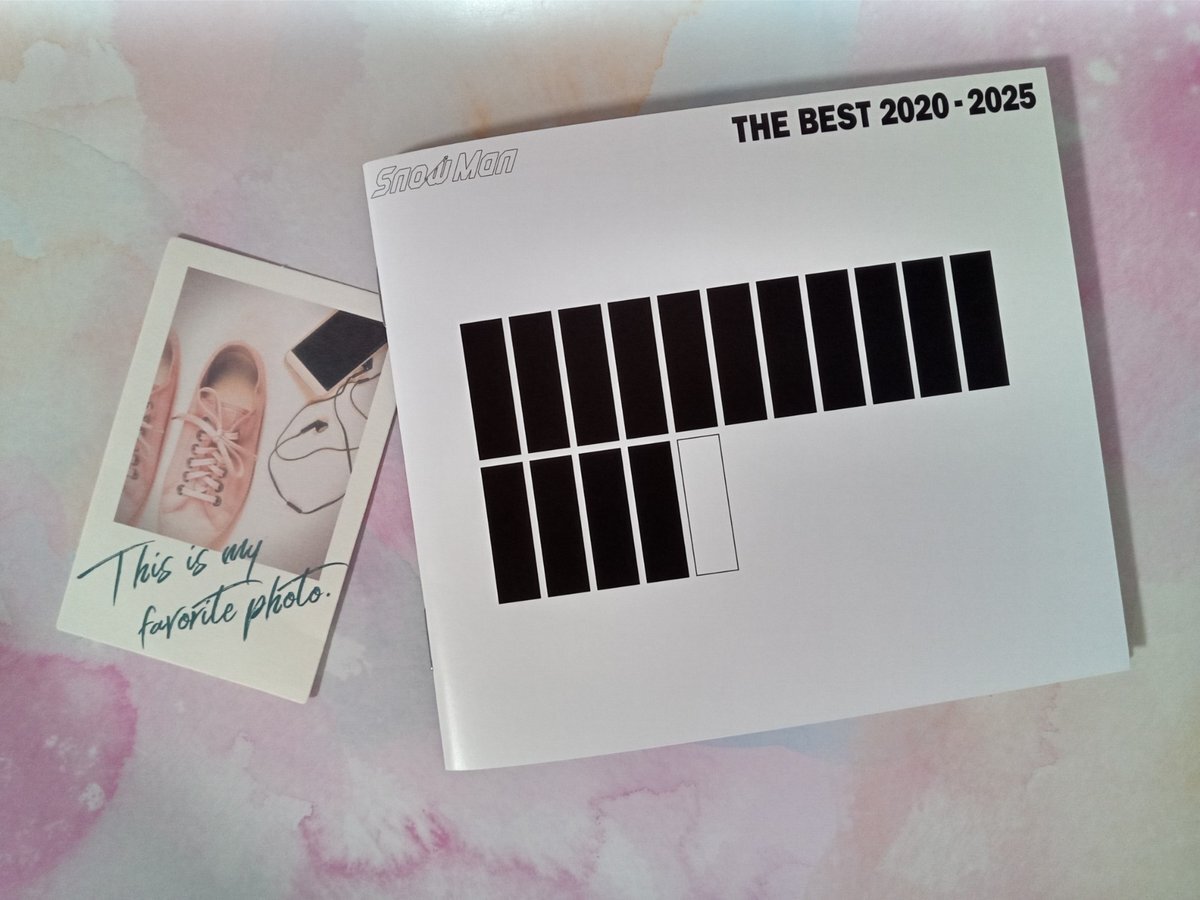 Snow Man
THE BEST 2020-2025
This is my
favorite photo.